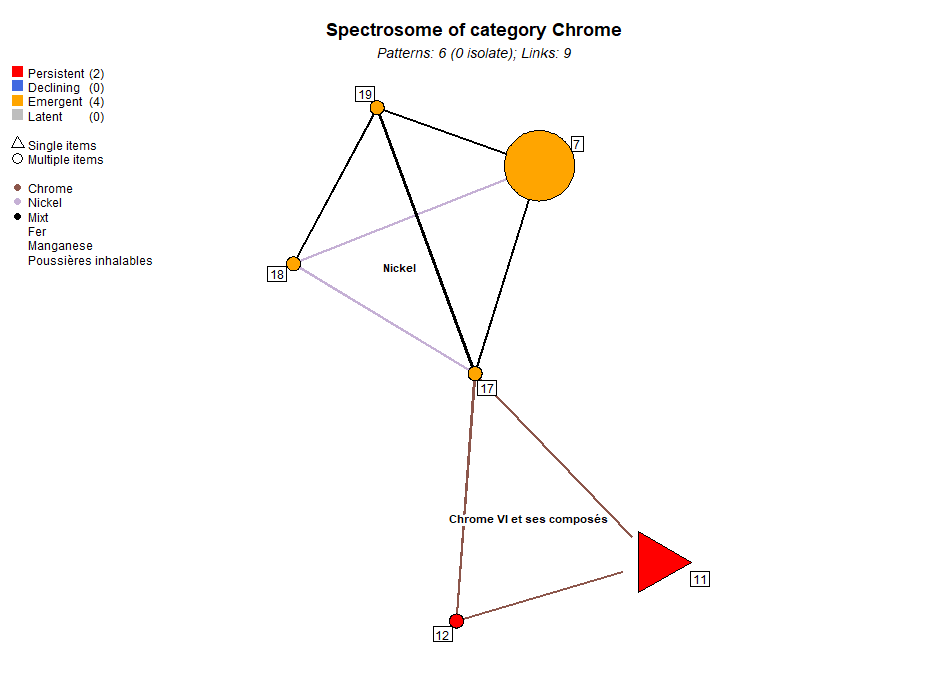 Spectrosome of category Chrome
Patterns: 6 (0 isolate); Links: 9
Persistent (2)
Declining (0)
Emergent (4)
Latent (0)
Single items
Multiple items
Chrome
Nickel
Mixt
Fer
Manganese
Poussières inhalables
19
7
18
Nickel
17
Chrome VI et ses composés
11
12